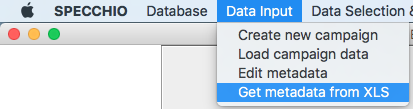 SPECCHIO Database Data Input Data Selection &
Create new campaign
Load campaign data
Edit metadata
Get metadata from XLS